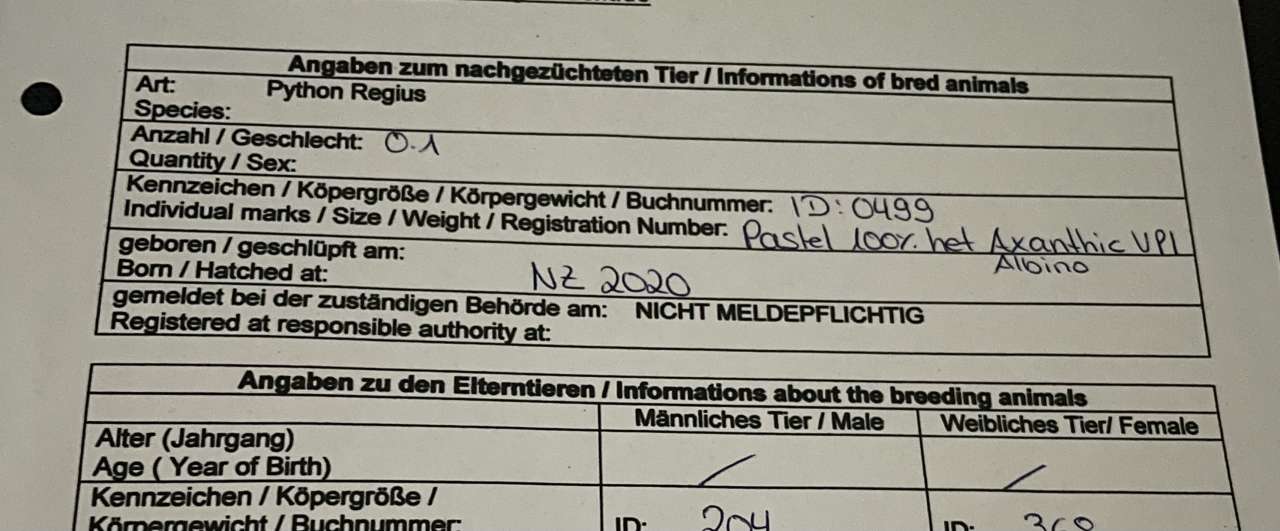 Angaben zum nachgezüchteten Tier / Informations of bred animals
Art: Python Regius
Species:
Anzahl / Geschlecht: 0.1
Quantity / Sex:
Kennzeichen / Köpergröße / Körpergewicht / Buchnummer: ID: 0499
Individual marks / Size / Weight / Registration Number: Pastel 100% het Axanthic VPI
Albino
geboren / geschlüpft am:
Born / Hatched at: NZ 2020
gemeldet bei der zuständigen Behörde am: NICHT MELDEPFLICHTIG
Registered at responsible authority at:
Angaben zu den Elterntieren / Informations about the breeding animals
Männliches Tier / Male Weibliches Tier/ Female
Alter (Jahrgang)
Age ( Year of Birth) / /
Kennzeichen / Köpergröße /
Körpergewicht / Buchnummer: ID: 204 ID: